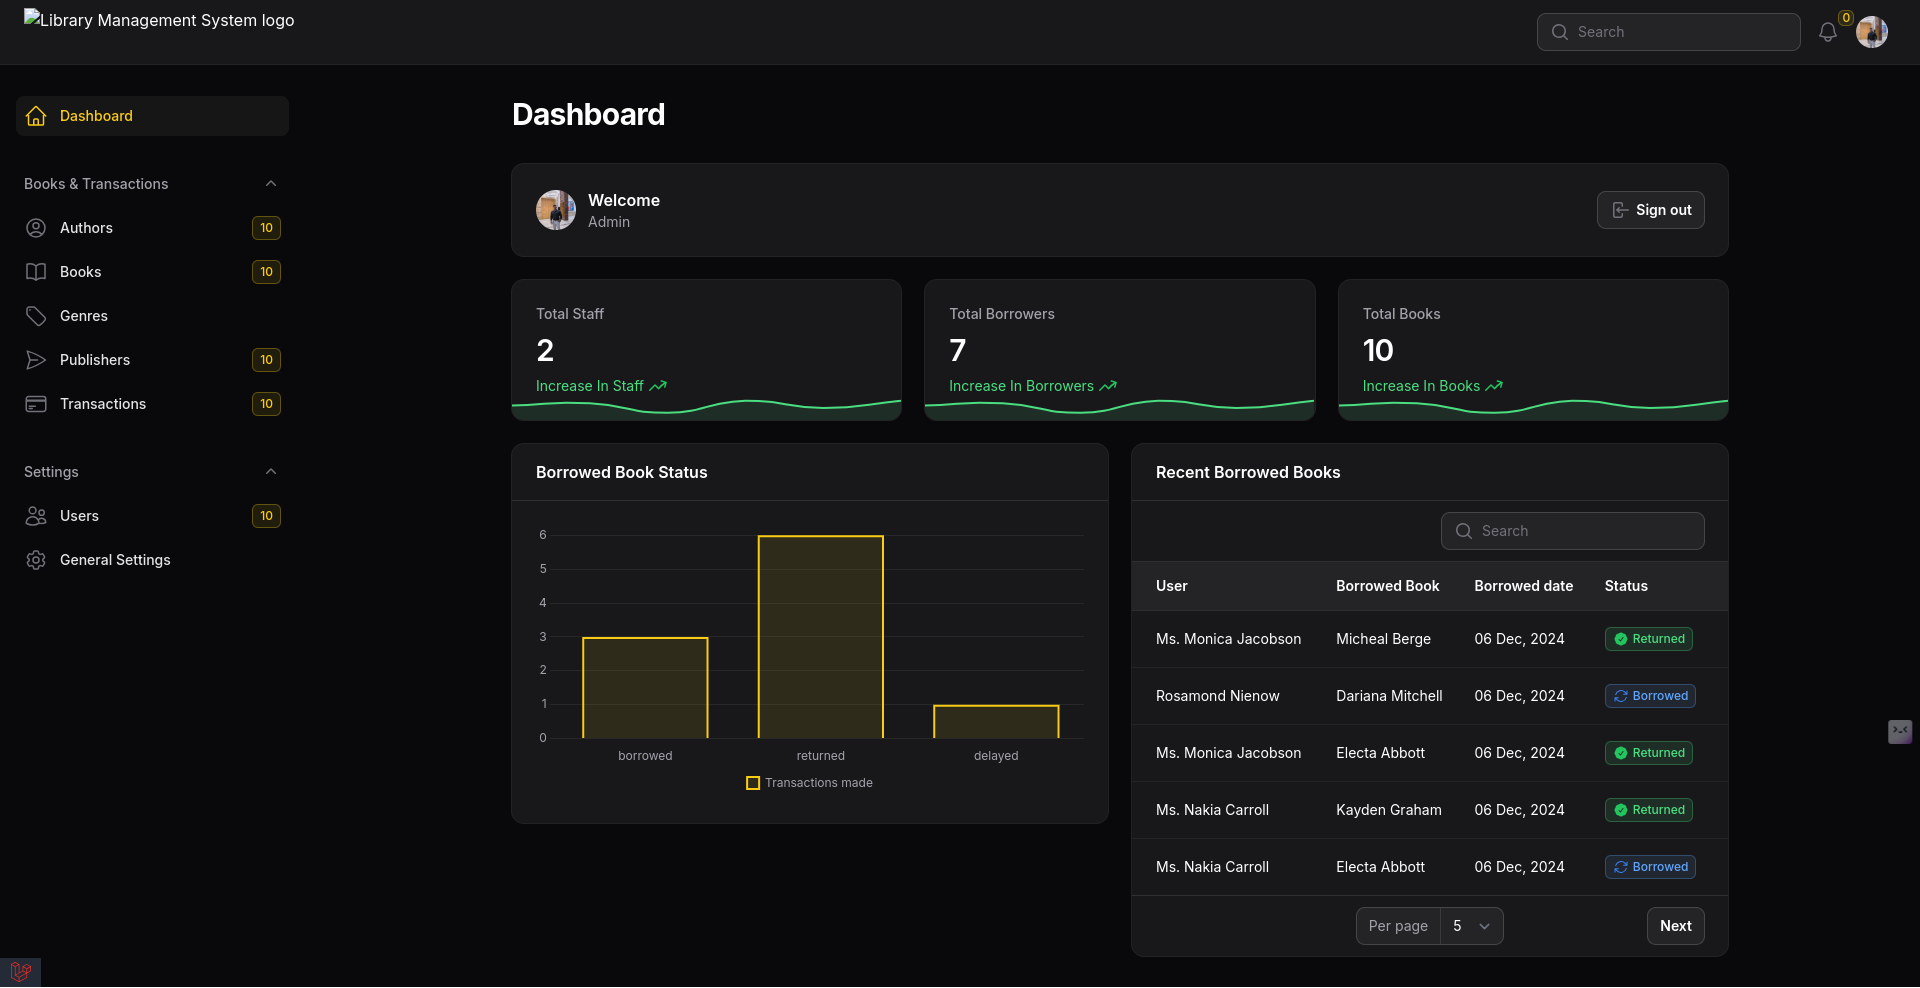 Library Management System logo
Search
0
Dashboard
Books & Transactions
Authors 10
Books 10
Genres
Publishers 10
Transactions 10
Settings
Users 10
General Settings
Dashboard
Welcome
Admin
Sign out
Total Staff
2
Increase In Staff
Total Borrowers
7
Increase In Borrowers
Total Books
10
Increase In Books
Borrowed Book Status
6
5
4
3
2
1
0
borrowed returned delayed
Transactions made
Recent Borrowed Books
Search
User Borrowed Book Borrowed date Status
Ms. Monica Jacobson Micheal Berge 06 Dec, 2024 Returned
Rosamond Nienow Dariana Mitchell 06 Dec, 2024 Borrowed
Ms. Monica Jacobson Electa Abbott 06 Dec, 2024 Returned
Ms. Nakia Carroll Kayden Graham 06 Dec, 2024 Returned
Ms. Nakia Carroll Electa Abbott 06 Dec, 2024 Borrowed
Per page 5
Next